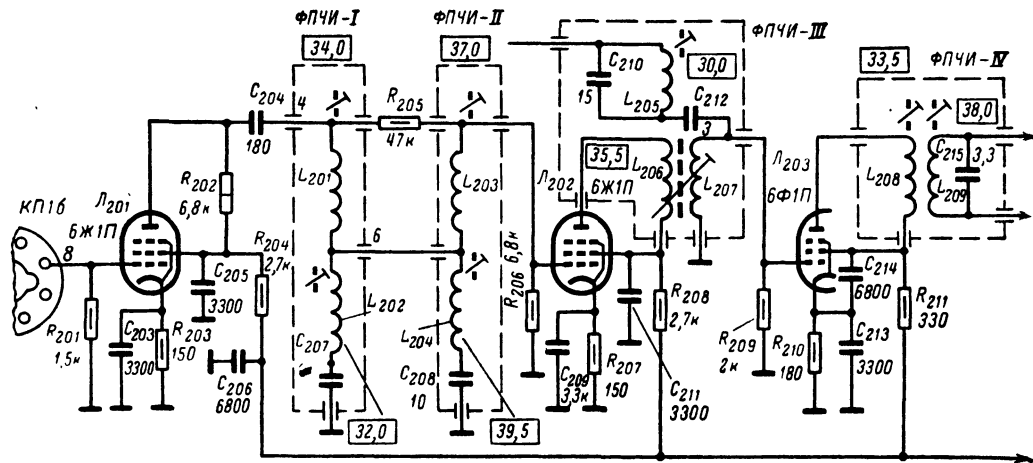 ФПЧИ-I
34,0
ФПЧИ-II
37,0
ФПЧИ-III
C210
15
L205
30,0
C212
3
33,5
ФПЧИ-IV
38,0
C204
180
4
R205
47к
R202
6,8к
L201
L203
35,5
Л202
6Ж1П
L206
L207
Л203
6Ф1П
L208
C215
3,3
L209
КП1б
8
Л201
6Ж1П
R204
2,7к
C205
3300
6
R206 6,8к
R208
2,7к
C214
6800
R211
330
R201
1,5к
C203
3300
R203
150
C206
6800
L202
C207
L204
C208
10
C209
3,3к
R207
150
C211
3300
R209
2к
R210
180
C213
3300
32,0
39,5